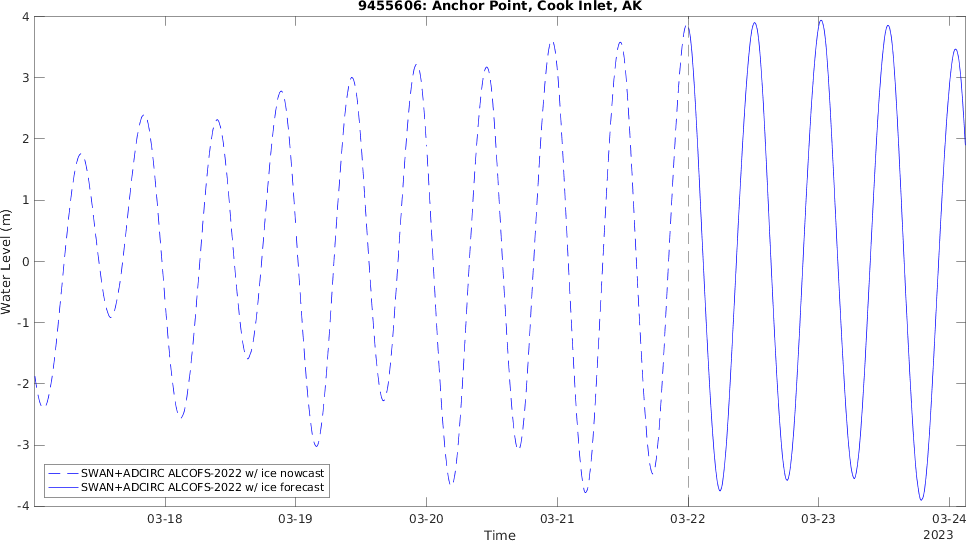 9455606: Anchor Point, Cook Inlet, AK
Water Level (m)
4
3
2
1
0
-1
-2
-3
-4
SWAN+ADCIRC ALCOFS-2022 w/ ice nowcast
SWAN+ADCIRC ALCOFS-2022 w/ ice forecast
03-18 03-19 03-20 03-21 03-22 03-23 03-24
Time 2023